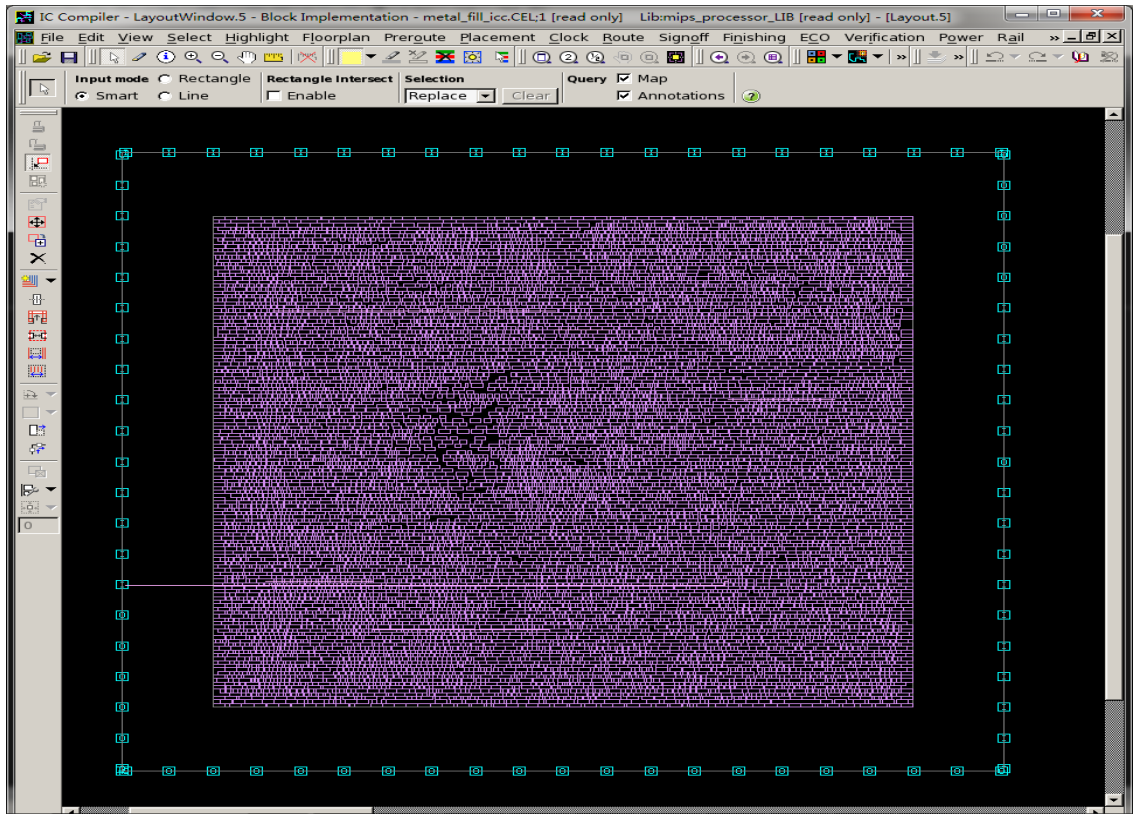 IC Compiler - LayoutWindow.5 - Block Implementation - metal_fill_icc.CEL;1 [read only]    Lib:mips_processor_LIB [read only] - [Layout.5]
File Edit View Select Highlight Floorplan Preroute Placement Clock Route Signoff Finishing ECO Verification Power Rail »
Input mode Rectangle Rectangle Intersect Selection Query Map
Smart Line Enable Replace Clear Annotations
0